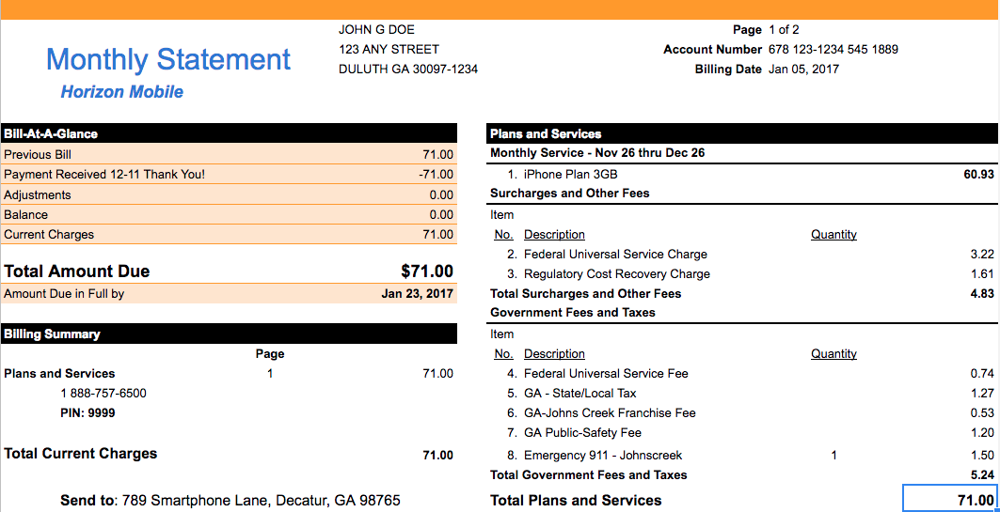 JOHN G DOE
123 ANY STREET
DULUTH GA 30097-1234
Page 1 of 2
Account Number 678 123-1234 545 1889
Billing Date Jan 05, 2017
Monthly Statement
Horizon Mobile
Bill-At-A-Glance
Previous Bill 71.00
Payment Received 12-11 Thank You! -71.00
Adjustments 0.00
Balance 0.00
Current Charges 71.00
Total Amount Due $71.00
Amount Due in Full by Jan 23, 2017
Billing Summary
Page
Plans and Services 1 71.00
1 888-757-6500
PIN: 9999
Total Current Charges 71.00
Send to: 789 Smartphone Lane, Decatur, GA 98765
Plans and Services
Monthly Service - Nov 26 thru Dec 26
1. iPhone Plan 3GB 60.93
Surcharges and Other Fees
Item
No. Description Quantity
2. Federal Universal Service Charge 3.22
3. Regulatory Cost Recovery Charge 1.61
Total Surcharges and Other Fees 4.83
Government Fees and Taxes
Item
No. Description Quantity
4. Federal Universal Service Fee 0.74
5. GA - State/Local Tax 1.27
6. GA-Johns Creek Franchise Fee 0.53
7. GA Public-Safety Fee 1.20
8. Emergency 911 - Johnscreek 1 1.50
Total Government Fees and Taxes 5.24
Total Plans and Services 71.00